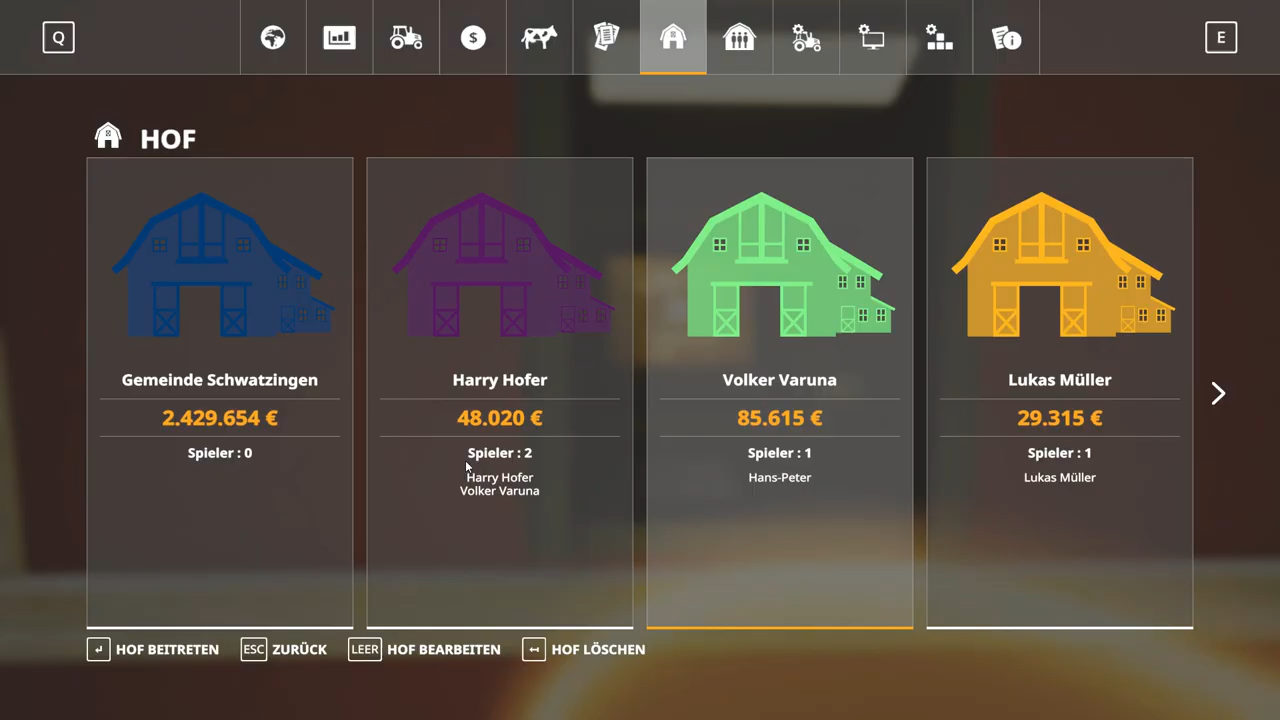 Q
E
HOF
Gemeinde Schwatzingen
2.429.654 €
Spieler : 0
Harry Hofer
48.020 €
Spieler : 2
Harry Hofer
Volker Varuna
Volker Varuna
85.615 €
Spieler : 1
Hans-Peter
Lukas Müller
29.315 €
Spieler : 1
Lukas Müller
HOF BEITRETEN ESC ZURÜCK LEER HOF BEARBEITEN HOF LÖSCHEN